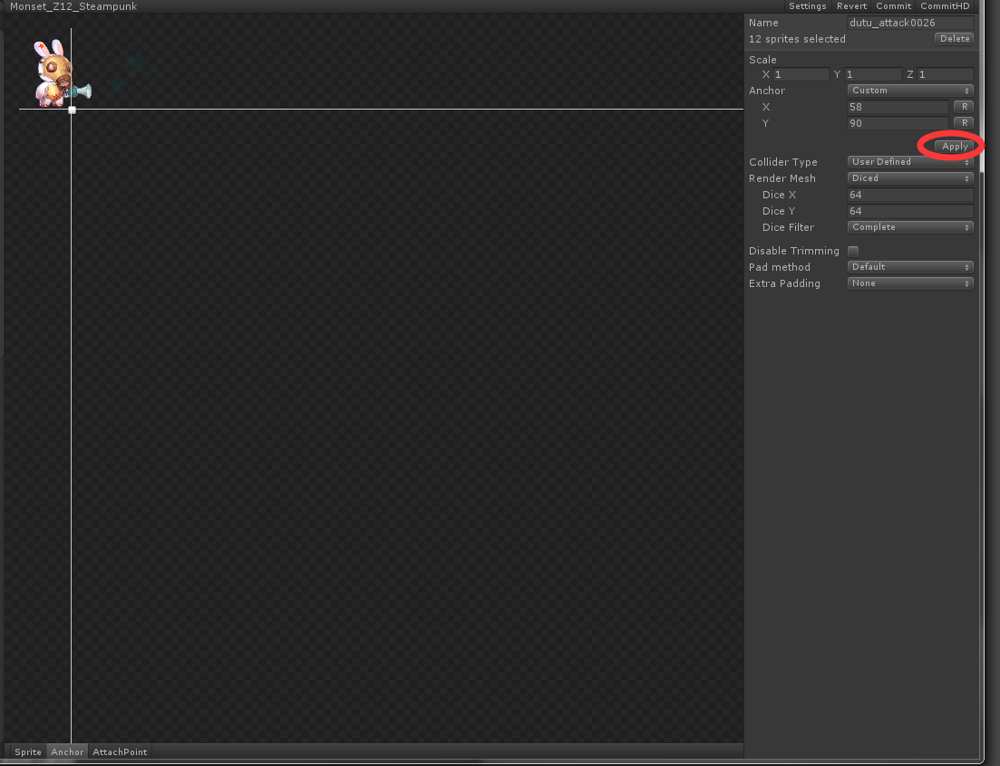 Monset_Z12_Steampunk Settings Revert Commit CommitHD
Name dutu_attack0026
12 sprites selected Delete
Scale
X 1 Y 1 Z 1
Anchor Custom
X 58 R
Y 90 R
Apply
Collider Type User Defined
Render Mesh Diced
Dice X 64
Dice Y 64
Dice Filter Complete
Disable Trimming
Pad method Default
Extra Padding None
Sprite Anchor AttachPoint